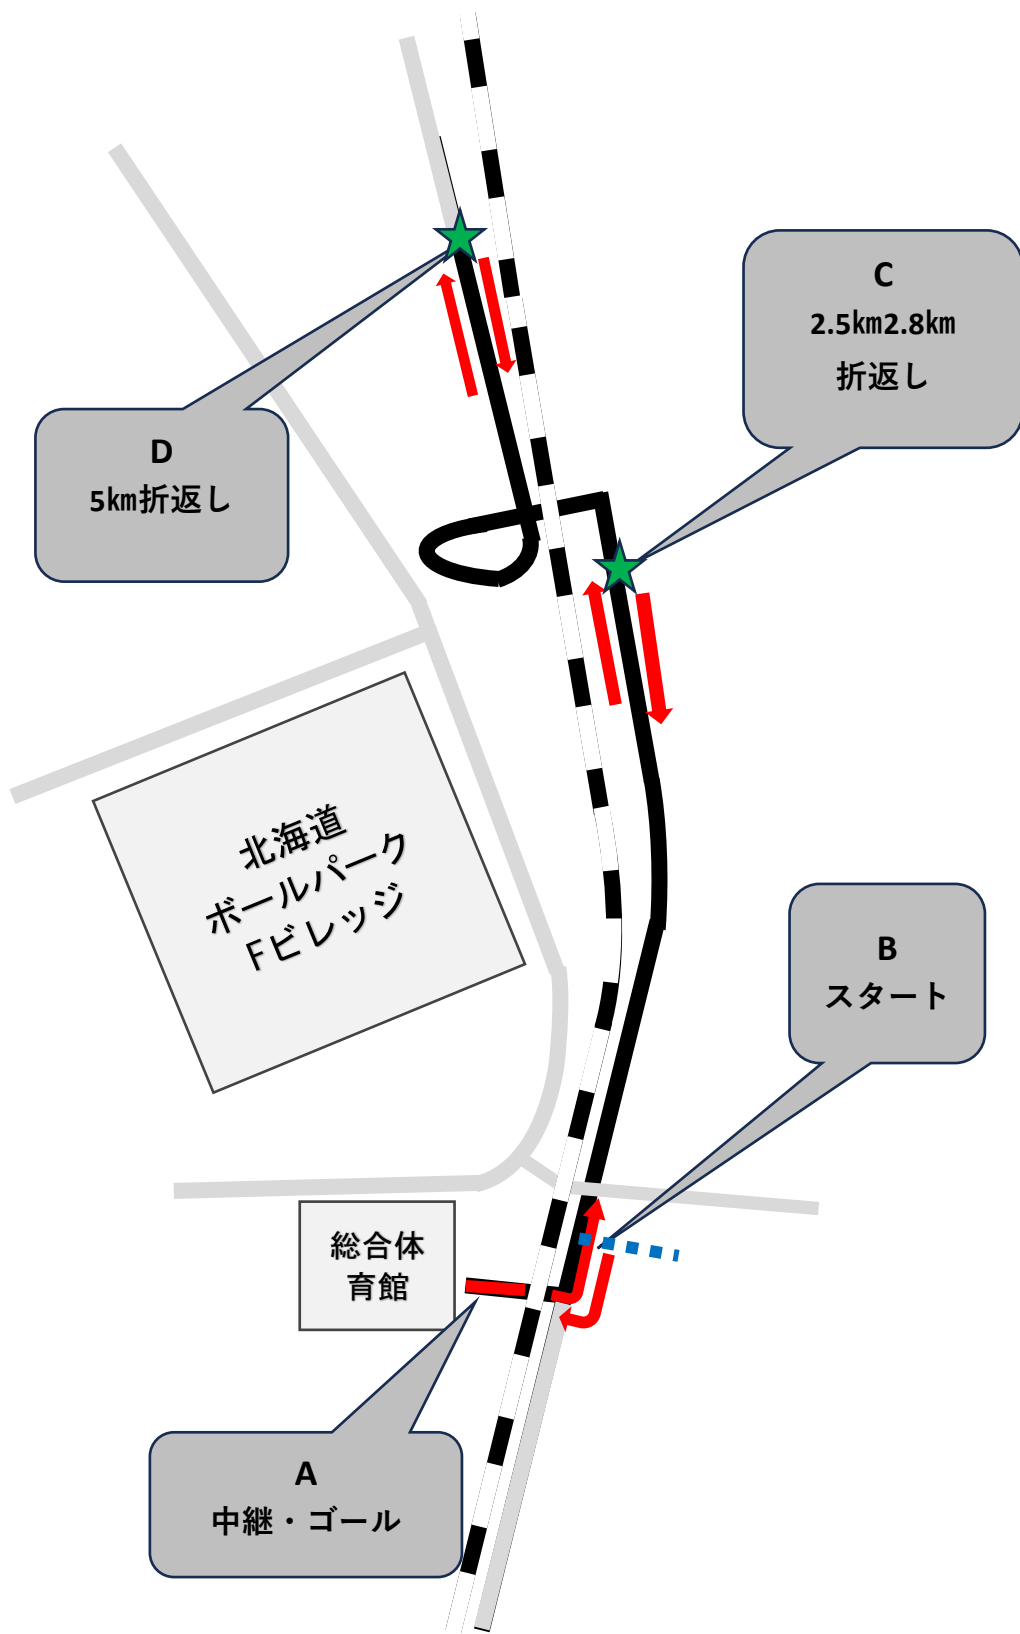 C
2.5㎞2.8㎞
折返し
D
5㎞折返し
北海道
ボールパーク
Fビレッジ
B
スタート
総合体
育館
A
中継・ゴール